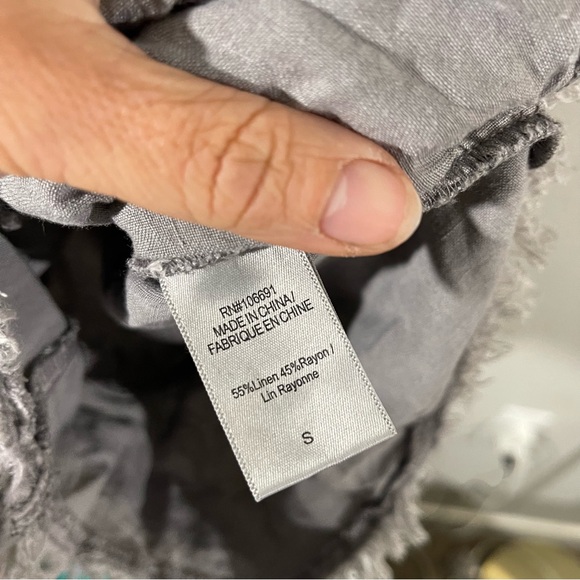 RN#106691
MADE IN CHINA/
FABRIQUE EN CHINE
55%Linen 45%Rayon /
Lin Rayonne
S